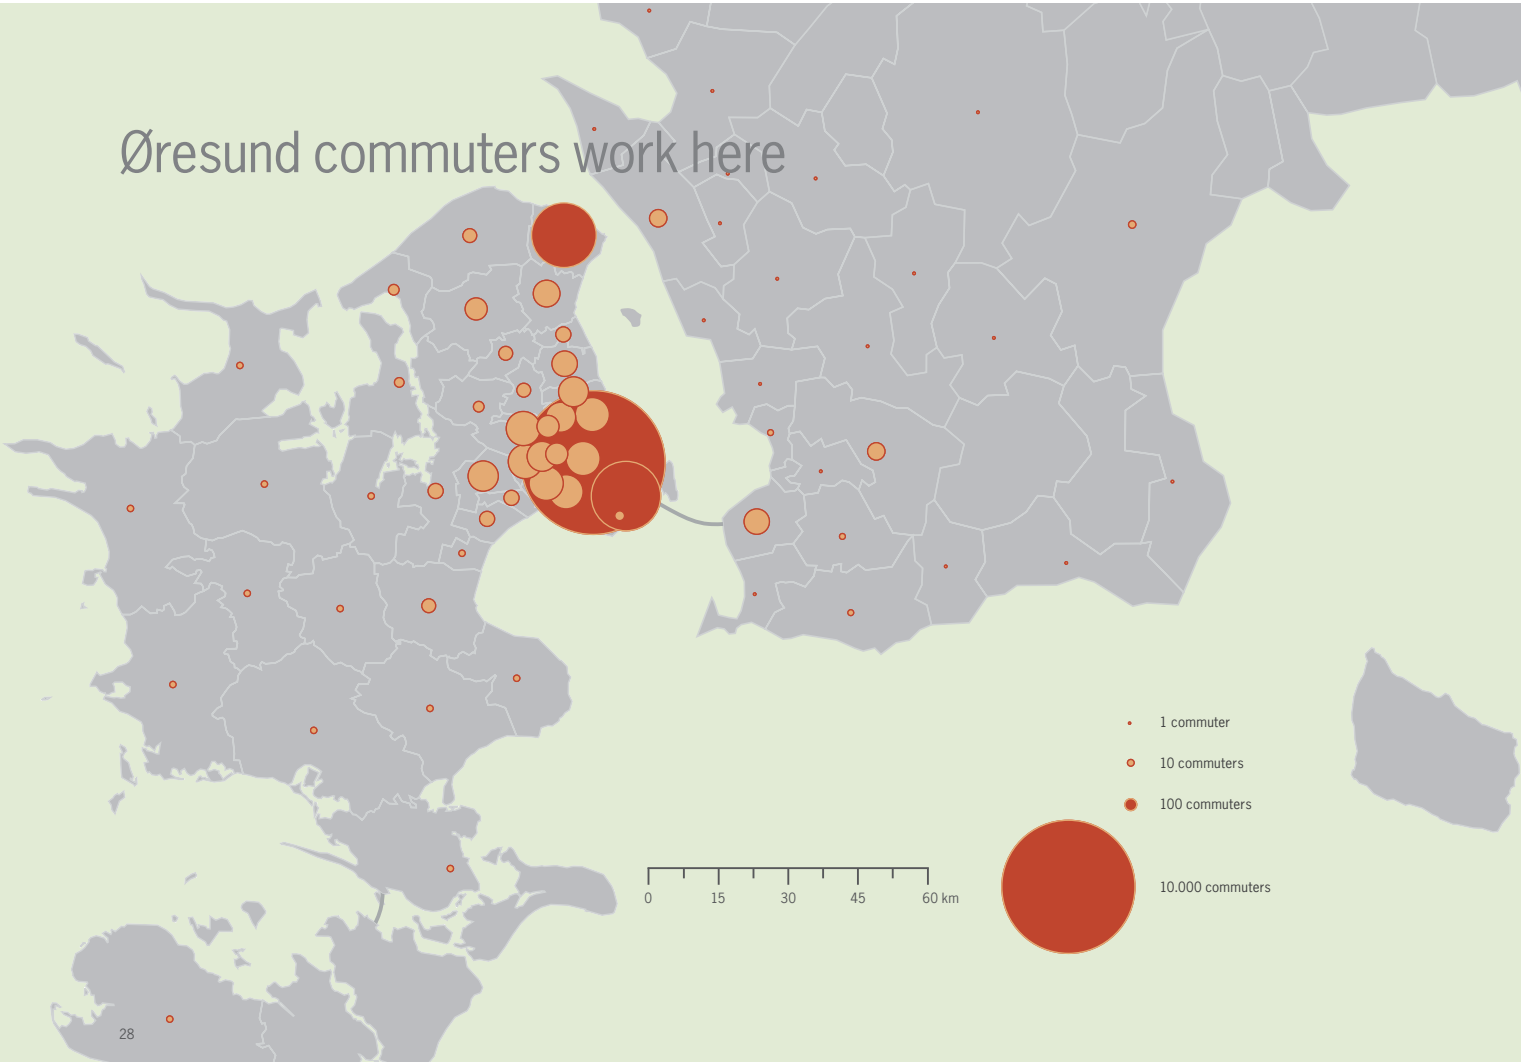 Øresund commuters work here
1 commuter
10 commuters
100 commuters
10.000 commuters
0 15 30 45 60 km
28